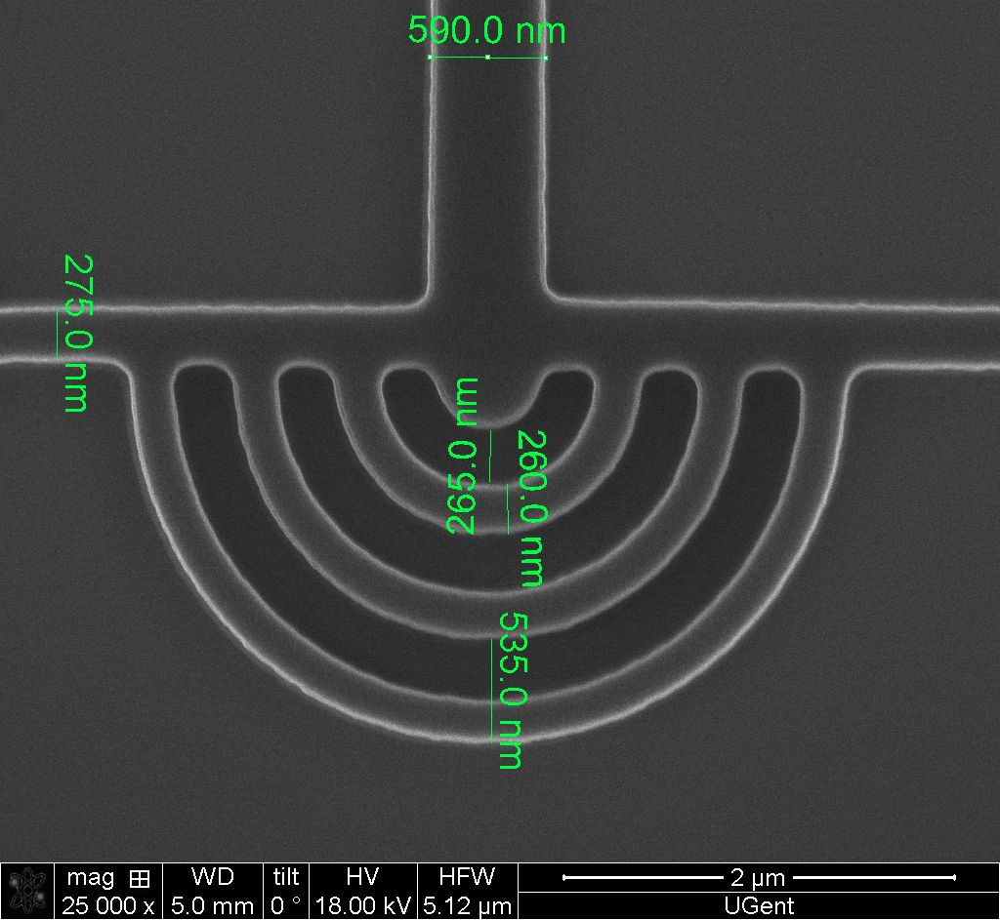 590.0 nm
275.0 nm
265.0 nm
260.0 nm
535.0 nm
mag WD tilt HV HFW 2 µm
25 000 x 5.0 mm 0 ° 18.00 kV 5.12 µm UGent